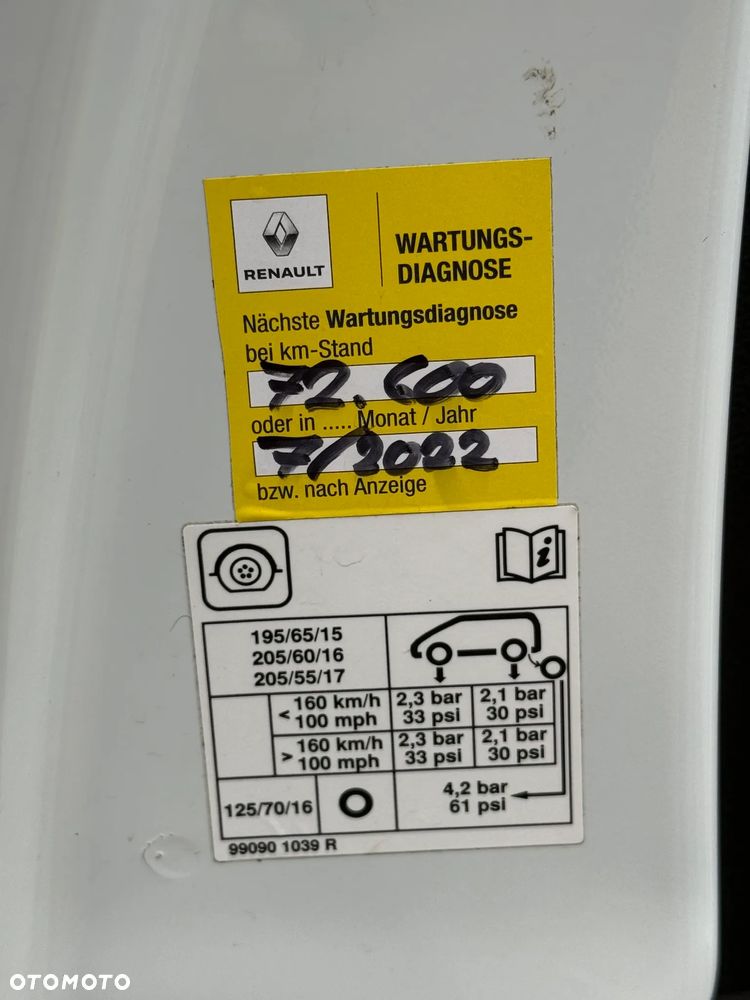 RENAULT
WARTUNGS-
DIAGNOSE
Nächste Wartungsdiagnose
bei km-Stand
72.600
oder in ..... Monat / Jahr
7/2022
bzw. nach Anzeige
i
195/65/15
205/60/16
205/55/17
< 160 km/h 2,3 bar 2,1 bar
100 mph 33 psi 30 psi
> 160 km/h 2,3 bar 2,1 bar
100 mph 33 psi 30 psi
125/70/16 4,2 bar
61 psi
99090 1039 R
OTOMOTO